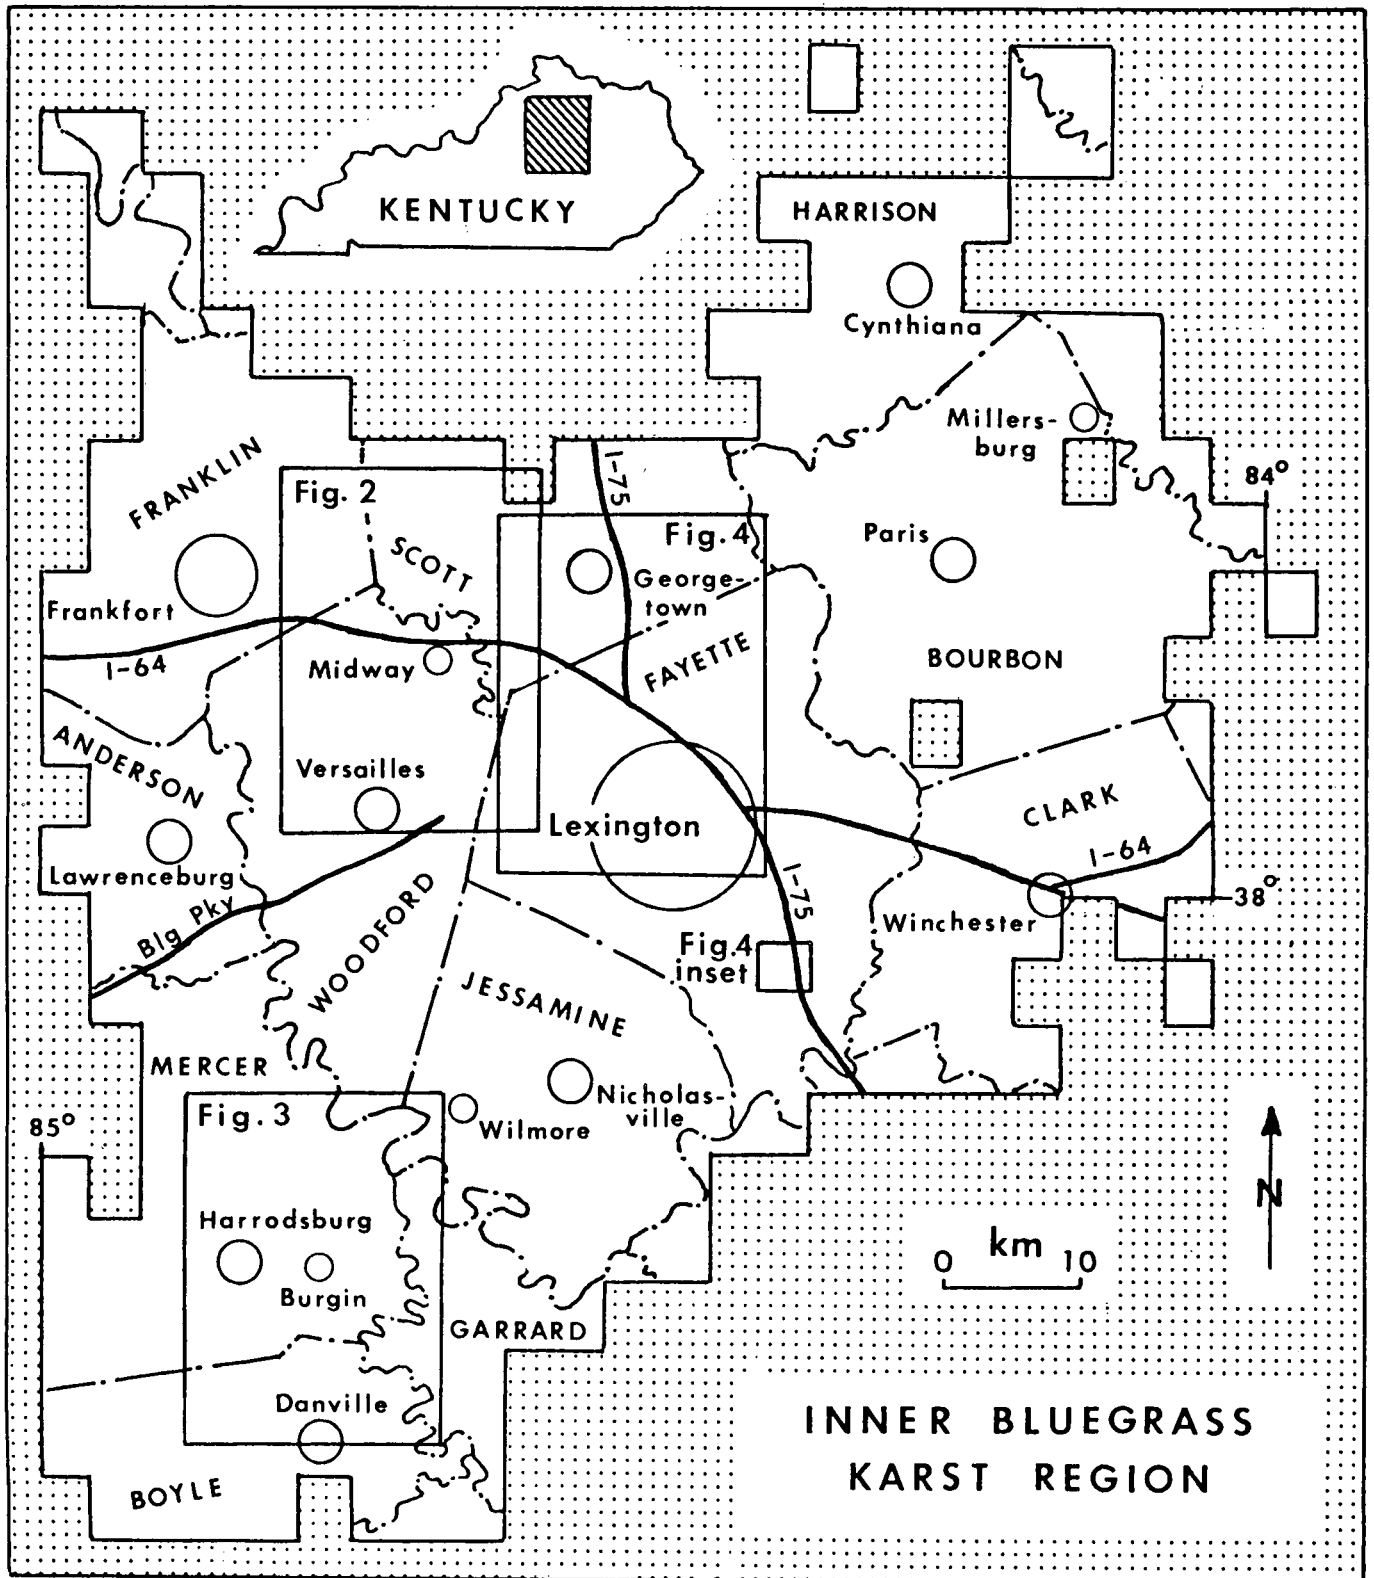 KENTUCKY
HARRISON
Cynthiana
Millers-
burg
84°
FRANKLIN
Fig. 2
I-75
SCOTT
Fig. 4
Paris
George-
town
Frankfort
I-64
Midway
FAYETTE
BOURBON
ANDERSON
Versailles
Lexington
CLARK
I-64
Lawrenceburg
Blg Pky
WOODFORD
I-75
Winchester
38°
Fig. 4
inset
JESSAMINE
MERCER
Nicholas-
ville
Fig. 3
85°
Wilmore
N
Harrodsburg
Burgin
km
0 10
GARRARD
Danville
BOYLE
INNER BLUEGRASS
KARST REGION